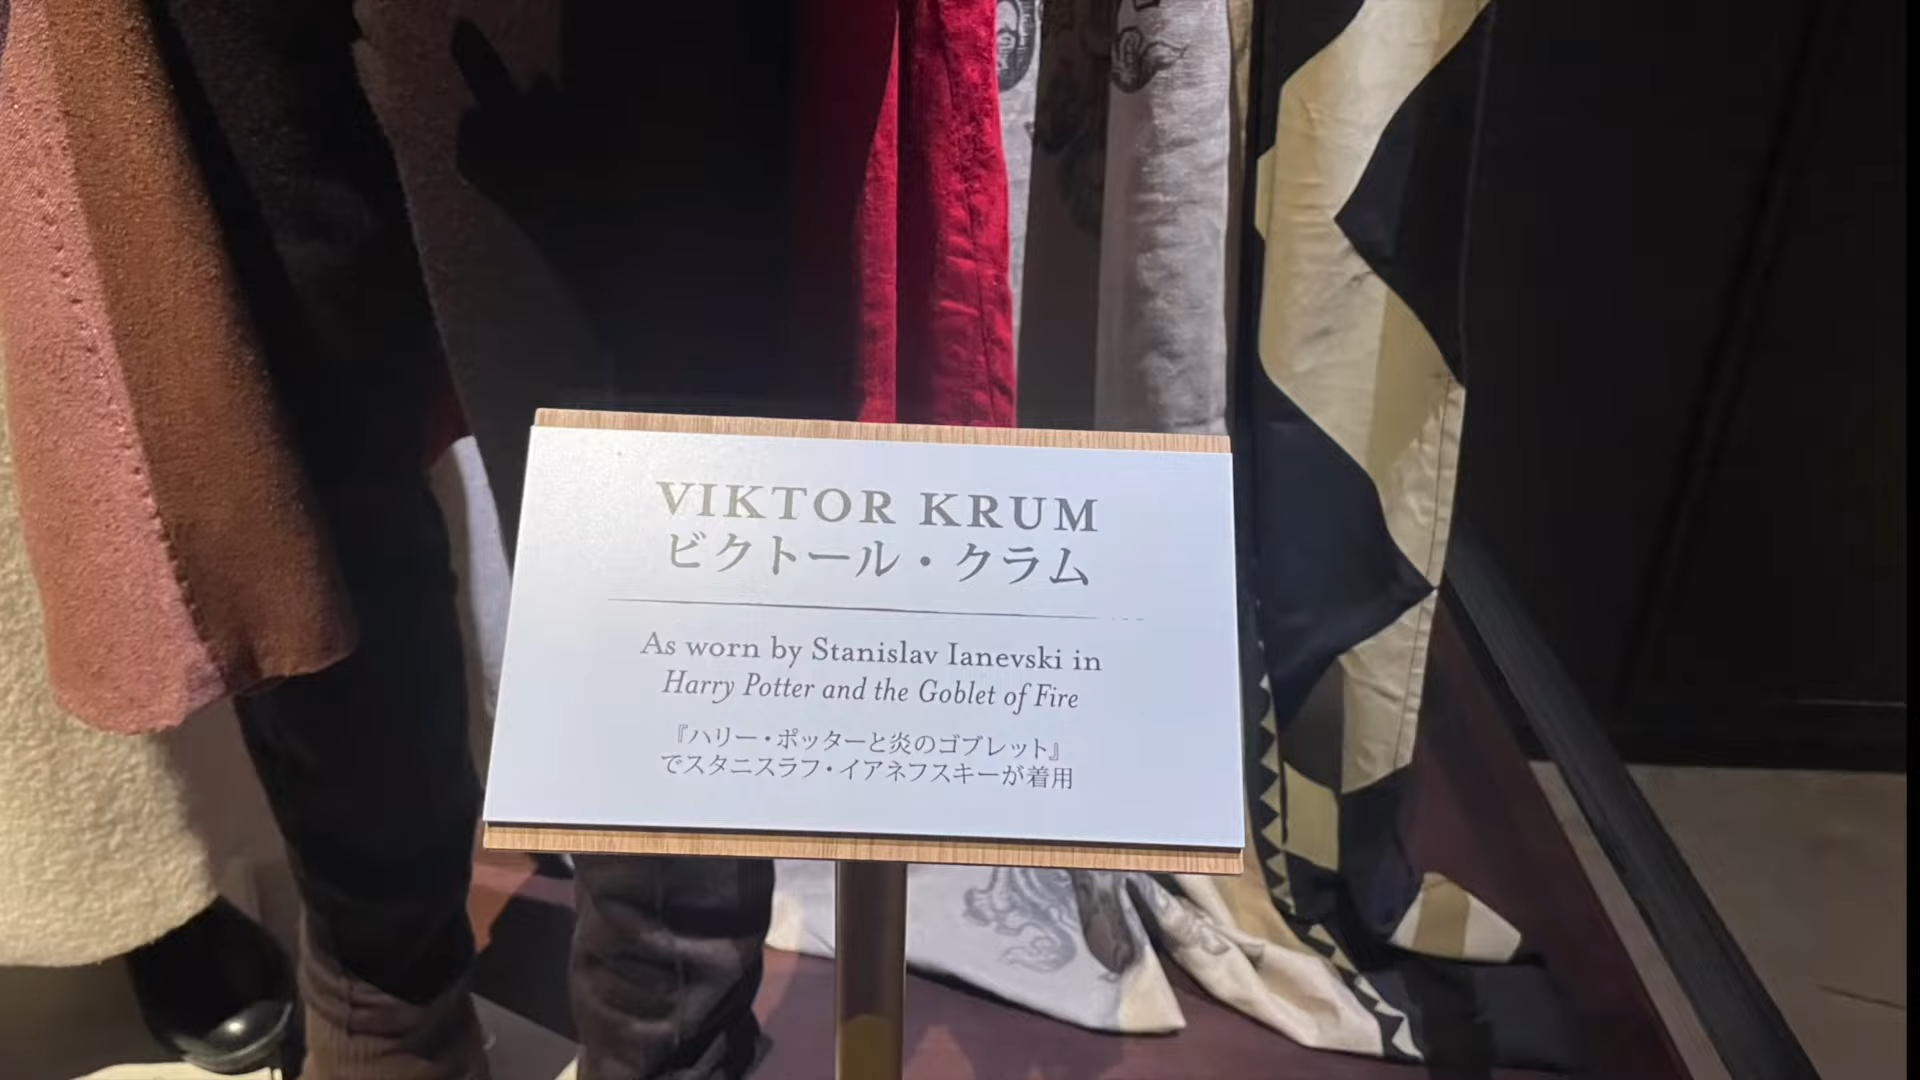 VIKTOR KRUM
ビクトール・クラム
As worn by Stanislav Ianevski in
Harry Potter and the Goblet of Fire
『ハリー・ポッターと炎のゴブレット』
でスタニスラフ・イアネフスキーが着用